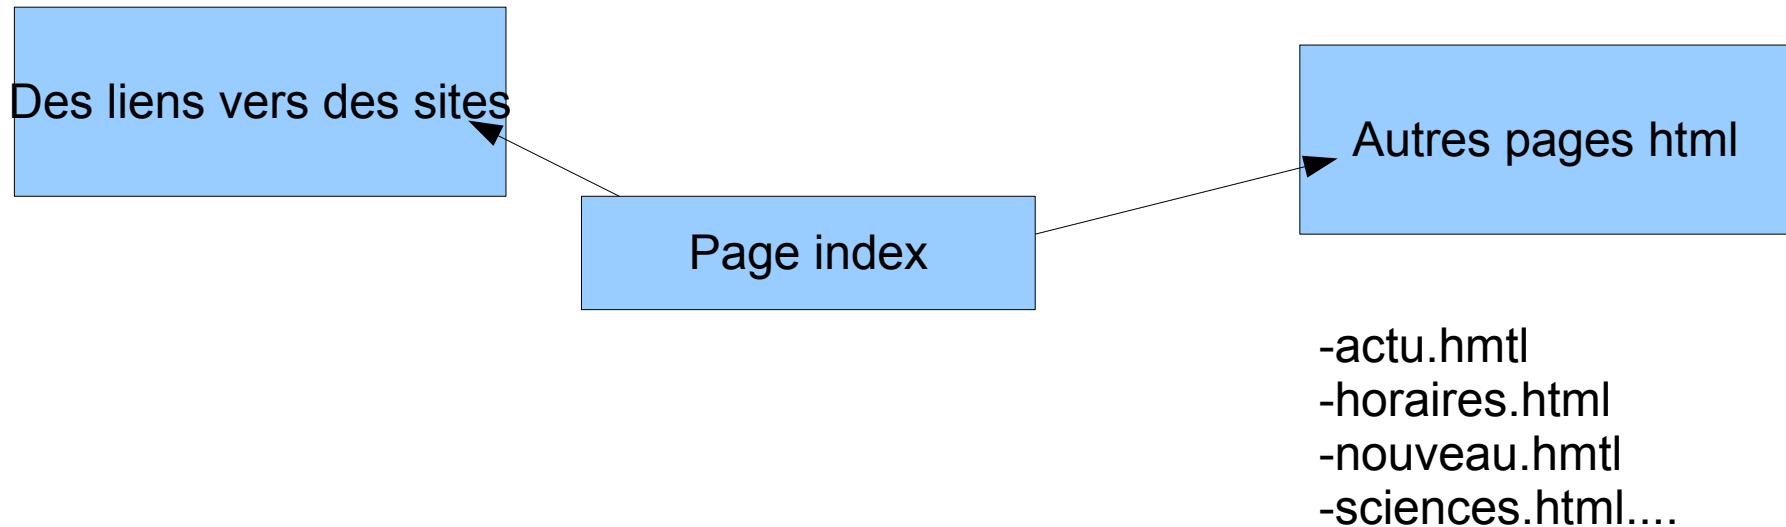 Des liens vers des sites
Autres pages html
Page index
-actu.hmtl
-horaires.html
-nouveau.hmtl
-sciences.html....